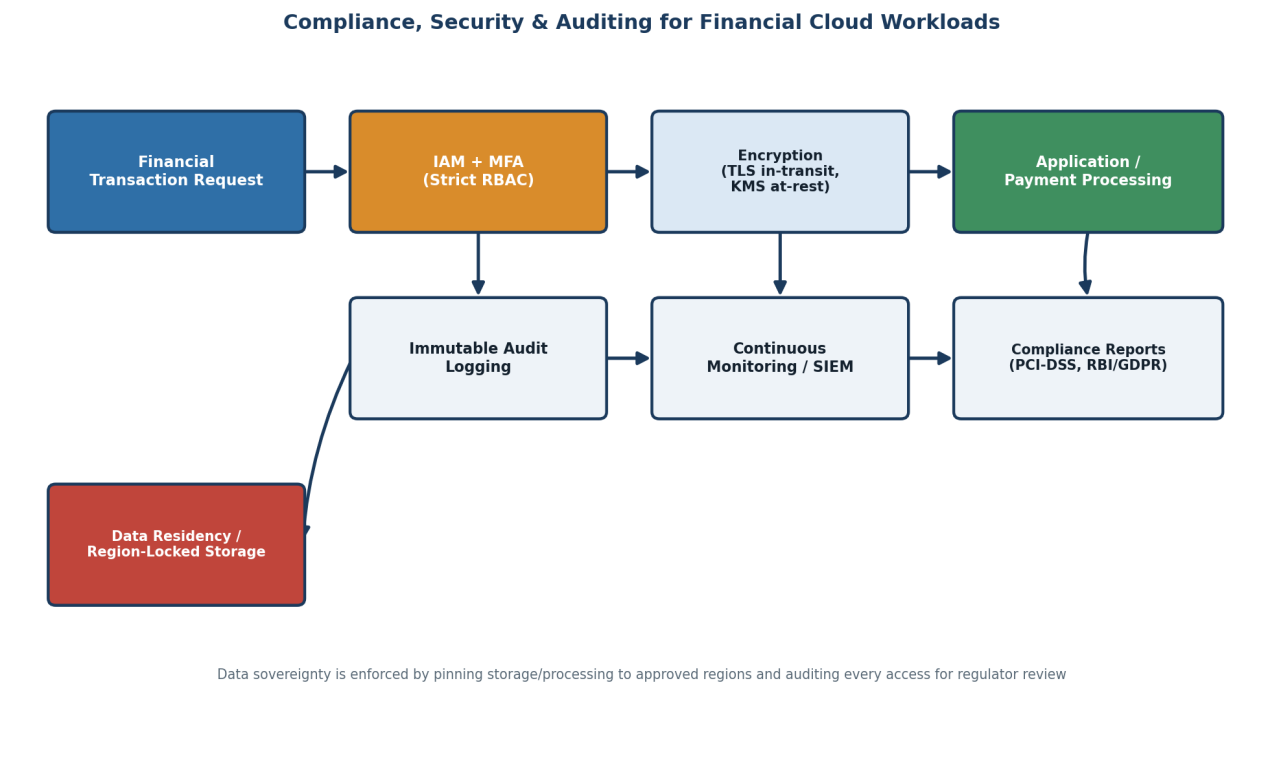 Compliance, Security & Auditing for Financial Cloud Workloads
Financial
Transaction Request
IAM + MFA
(Strict RBAC)
Encryption
(TLS in-transit,
KMS at-rest)
Application /
Payment Processing
Immutable Audit
Logging
Continuous
Monitoring / SIEM
Compliance Reports
(PCI-DSS, RBI/GDPR)
Data Residency /
Region-Locked Storage
Data sovereignty is enforced by pinning storage/processing to approved regions and auditing every access for regulator review